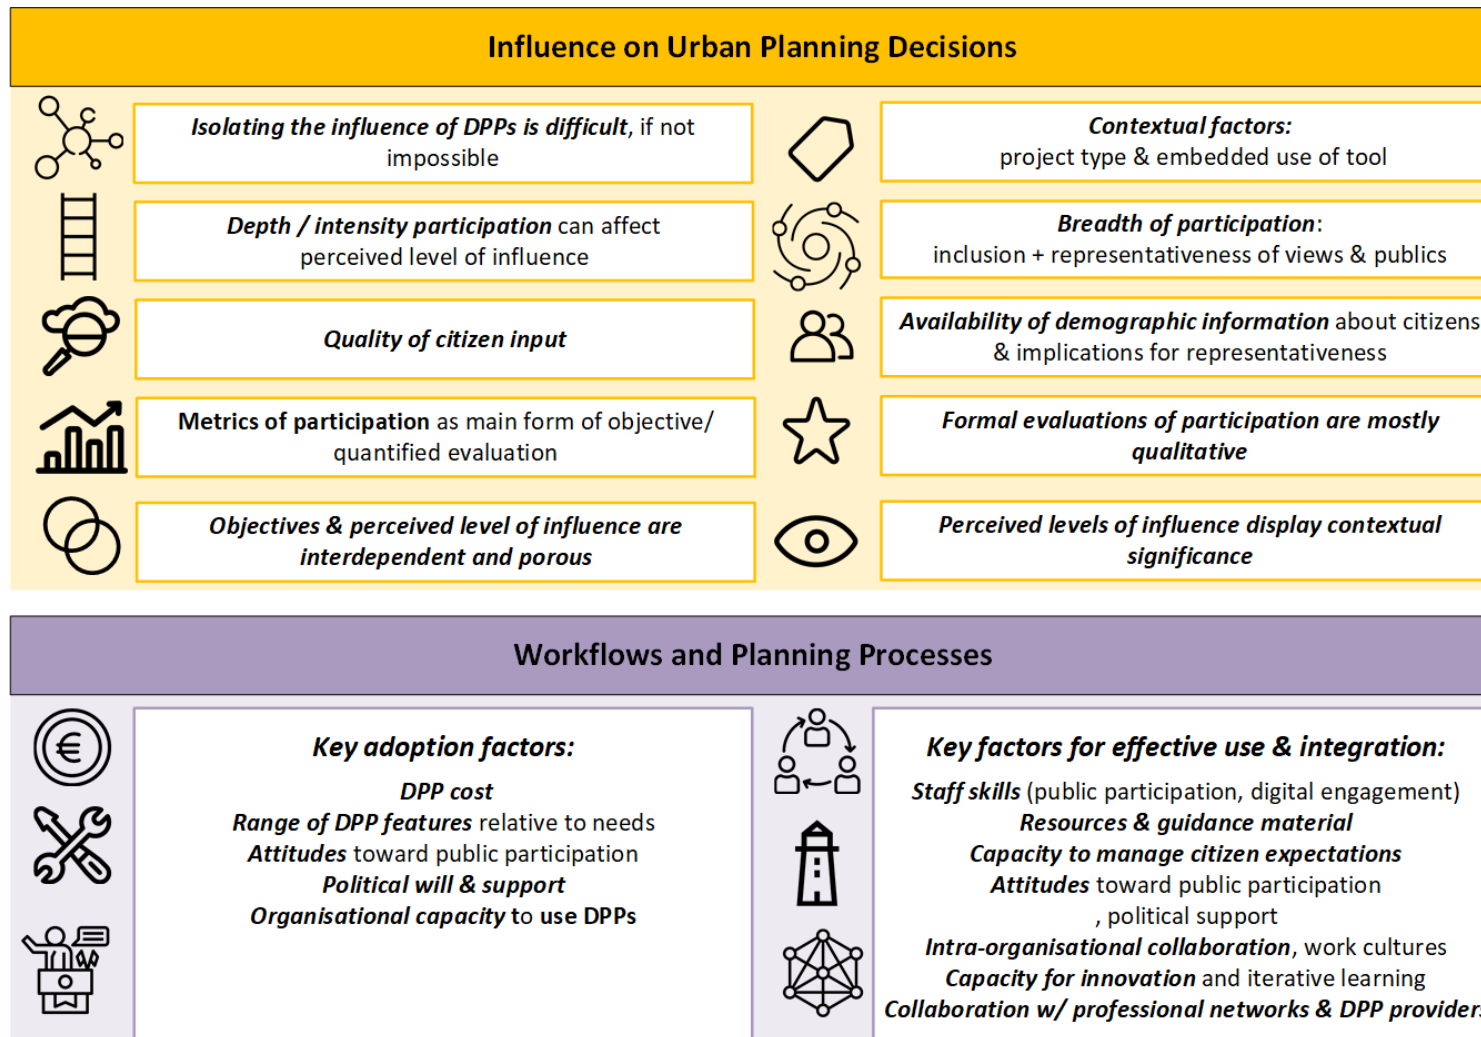 Influence on Urban Planning Decisions
Isolating the influence of DPPs is difficult, if not
impossible
Contextual factors:
project type & embedded use of tool
Depth / intensity participation can affect
perceived level of influence
Breadth of participation:
inclusion + representativeness of views & publics
Quality of citizen input
Availability of demographic information about citizens
& implications for representativeness
Metrics of participation as main form of objective/
quantified evaluation
Formal evaluations of participation are mostly
qualitative
Objectives & perceived level of influence are
interdependent and porous
Perceived levels of influence display contextual
significance
Workflows and Planning Processes
Key adoption factors:
DPP cost
Range of DPP features relative to needs
Attitudes toward public participation
Political will & support
Organisational capacity to use DPPs
Key factors for effective use & integration:
Staff skills (public participation, digital engagement)
Resources & guidance material
Capacity to manage citizen expectations
Attitudes toward public participation
, political support
Intra-organisational collaboration, work cultures
Capacity for innovation and iterative learning
Collaboration w/ professional networks & DPP providers